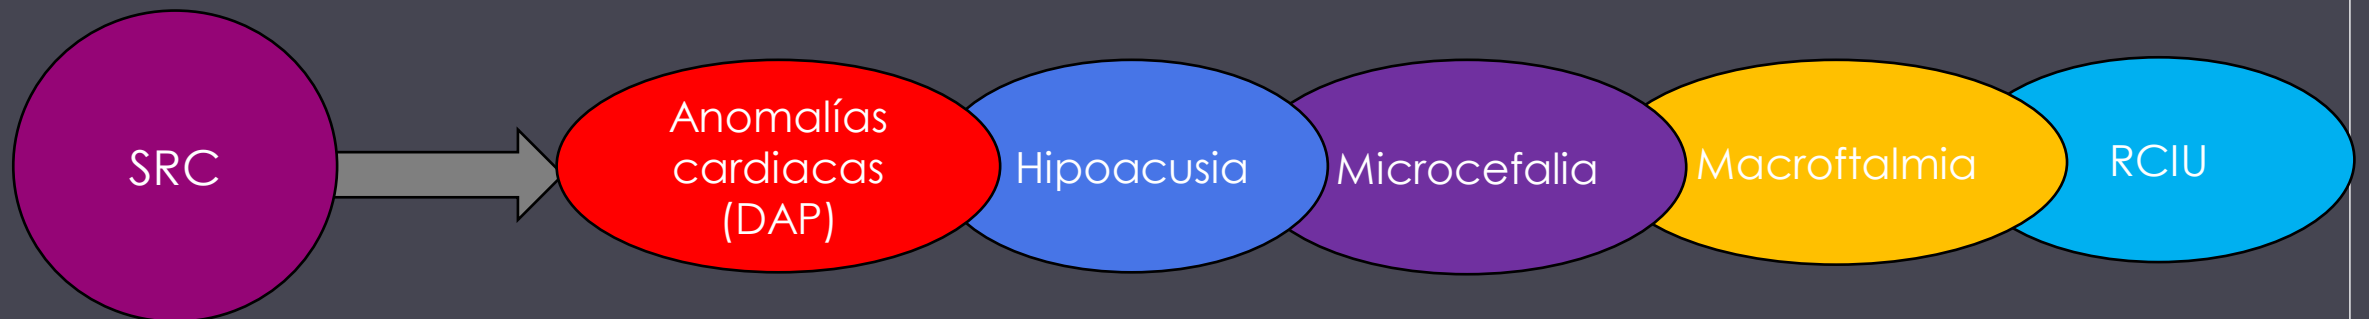 SRC
Anomalías
cardiacas
(DAP)
Hipoacusia
Microcefalia
Macroftalmia
RCIU